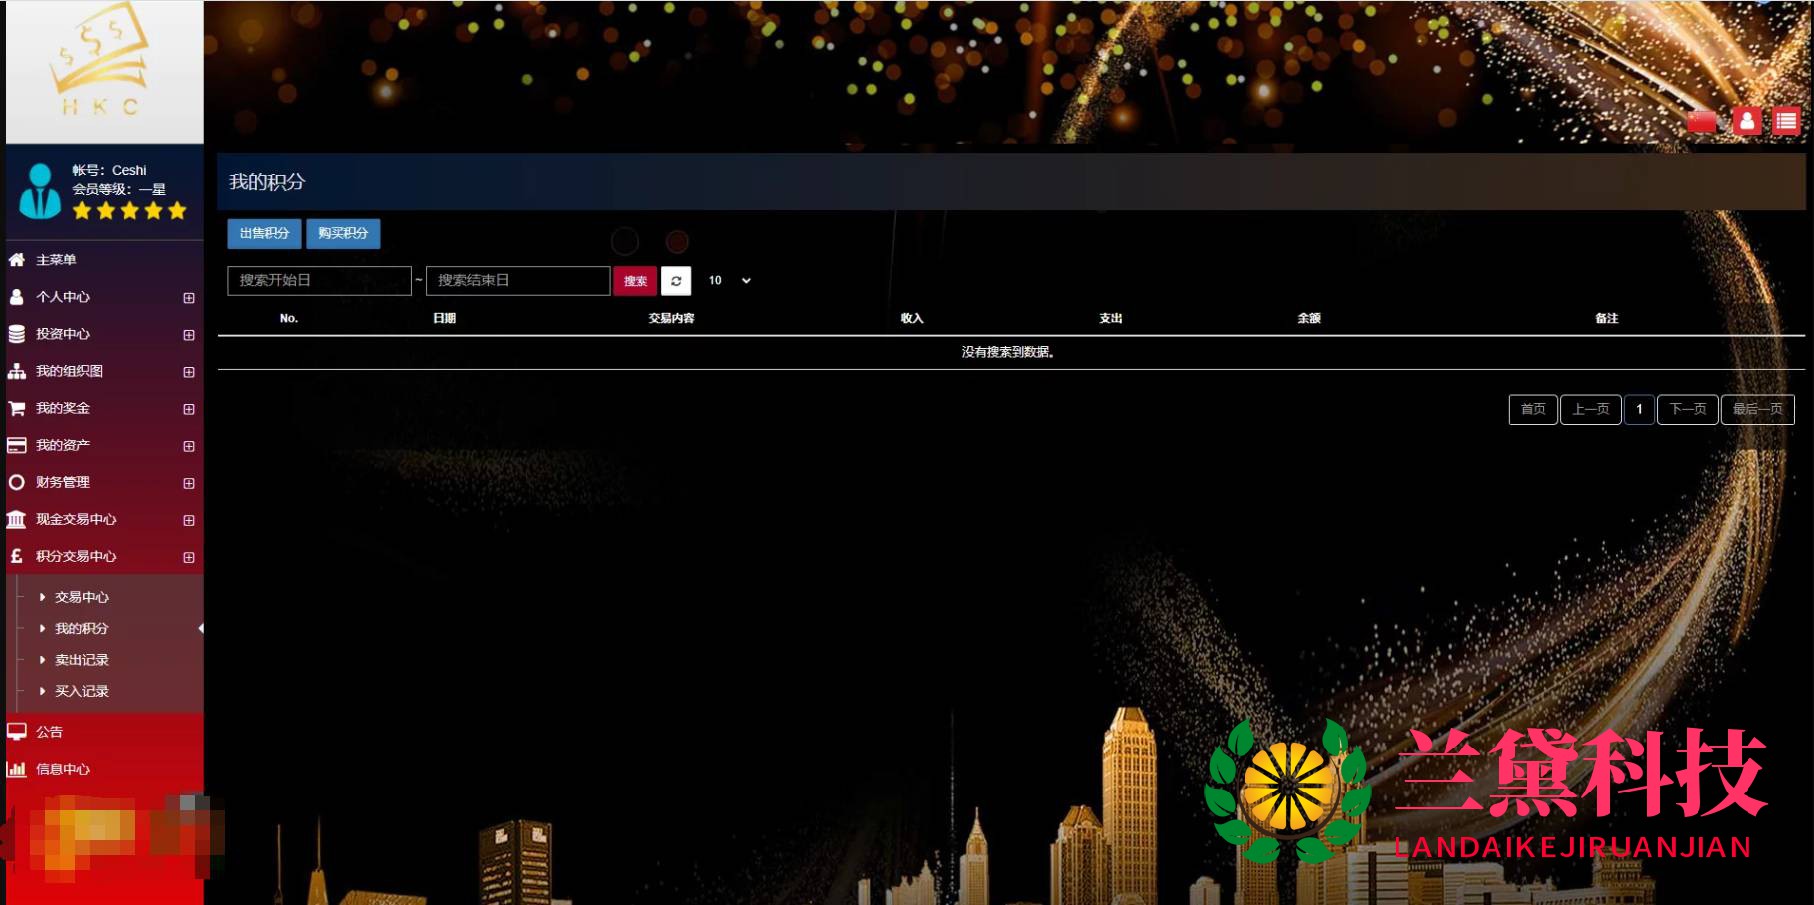 HKC
帐号：Ceshi
会员等级：一星
主菜单
个人中心
投资中心
我的组织图
我的奖金
我的资产
财务管理
现金交易中心
积分交易中心
交易中心
我的积分
卖出记录
买入记录
公告
信息中心
我的积分
出售积分 购买积分
搜索开始日 ~ 搜索结束日 搜索 10
No. 日期 交易内容 收入 支出 余额 备注
没有搜索到数据。
首页 上一页 1 下一页 最后一页
兰黛科技
LANDAIKEJIRUANJIAN